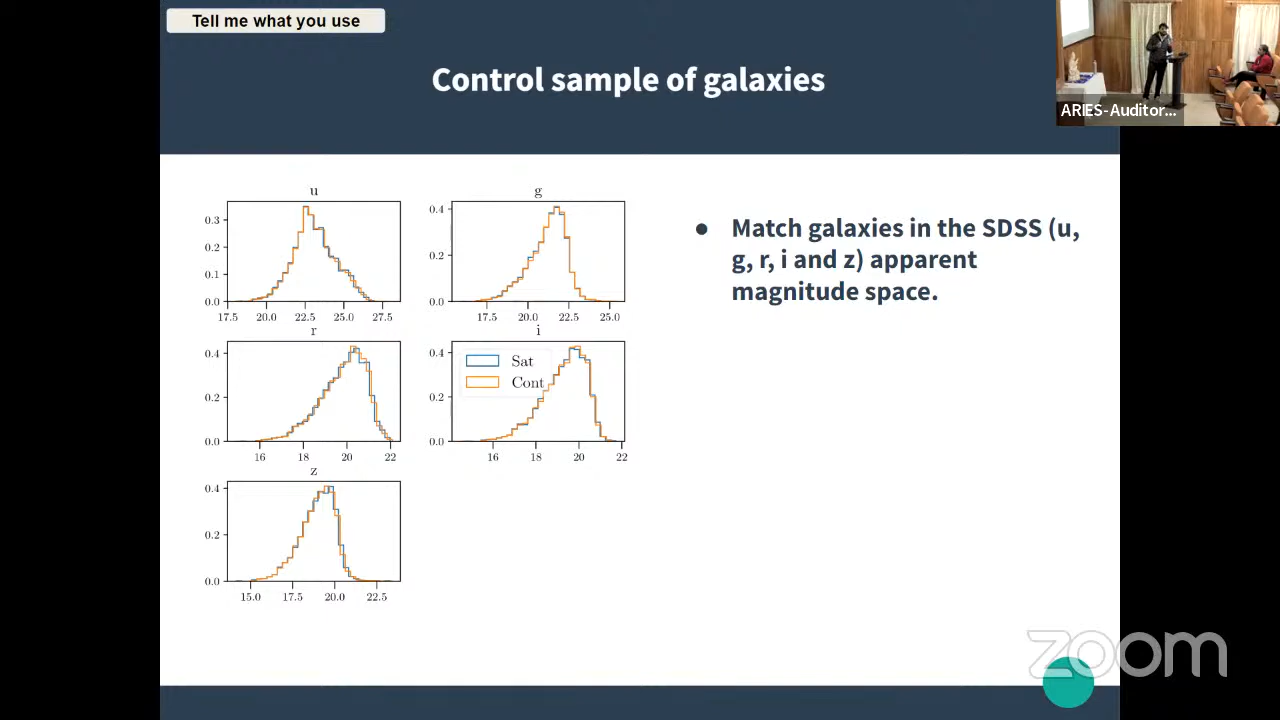 Tell me what you use
Control sample of galaxies
ARIES-Auditor...
u
0.3
0.2
0.1
0.0
17.5 20.0 22.5 25.0 27.5
g
0.4
0.2
0.0
17.5 20.0 22.5 25.0
r
0.4
0.2
0.0
16 18 20 22
i
0.4
0.2
0.0
Sat
Cont
16 18 20 22
z
0.4
0.2
0.0
15.0 17.5 20.0 22.5
● Match galaxies in the SDSS (u,
g, r, i and z) apparent
magnitude space.
zoom